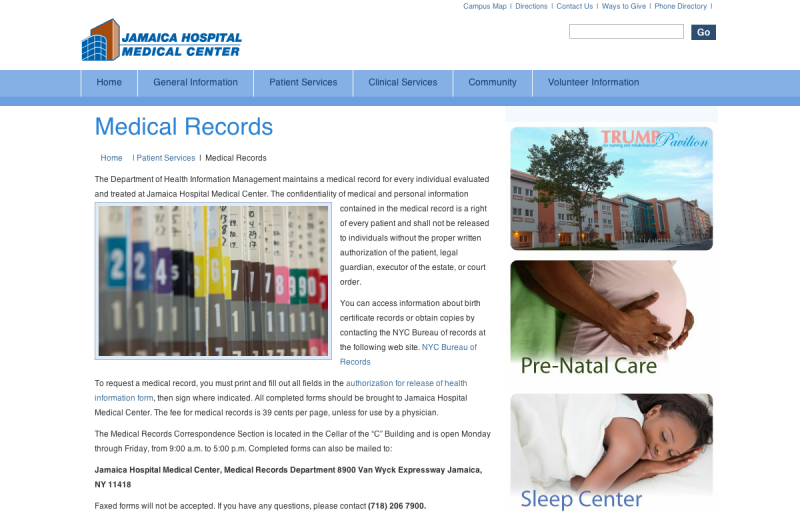 Campus Map | Directions | Contact Us | Ways to Give | Phone Directory |
JAMAICA HOSPITAL
MEDICAL CENTER
Go
Home General Information Patient Services Clinical Services Community Volunteer Information
Medical Records
Home | Patient Services | Medical Records
The Department of Health Information Management maintains a medical record for every individual evaluated
and treated at Jamaica Hospital Medical Center. The confidentiality of medical and personal information
contained in the medical record is a right
of every patient and shall not be released
to individuals without the proper written
authorization of the patient, legal
guardian, executor of the estate, or court
order.
You can access information about birth
certificate records or obtain copies by
contacting the NYC Bureau of records at
the following web site. NYC Bureau of
Records
To request a medical record, you must print and fill out all fields in the authorization for release of health
information form, then sign where indicated. All completed forms should be brought to Jamaica Hospital
Medical Center. The fee for medical records is 39 cents per page, unless for use by a physician.
The Medical Records Correspondence Section is located in the Cellar of the “C” Building and is open Monday
through Friday, from 9:00 a.m. to 5:00 p.m. Completed forms can also be mailed to:
Jamaica Hospital Medical Center, Medical Records Department 8900 Van Wyck Expressway Jamaica,
NY 11418
Faxed forms will not be accepted. If you have any questions, please contact (718) 206 7900.
TRUMP
Pavilion
for nursing and rehabilitation
Pre-Natal Care
Sleep Center